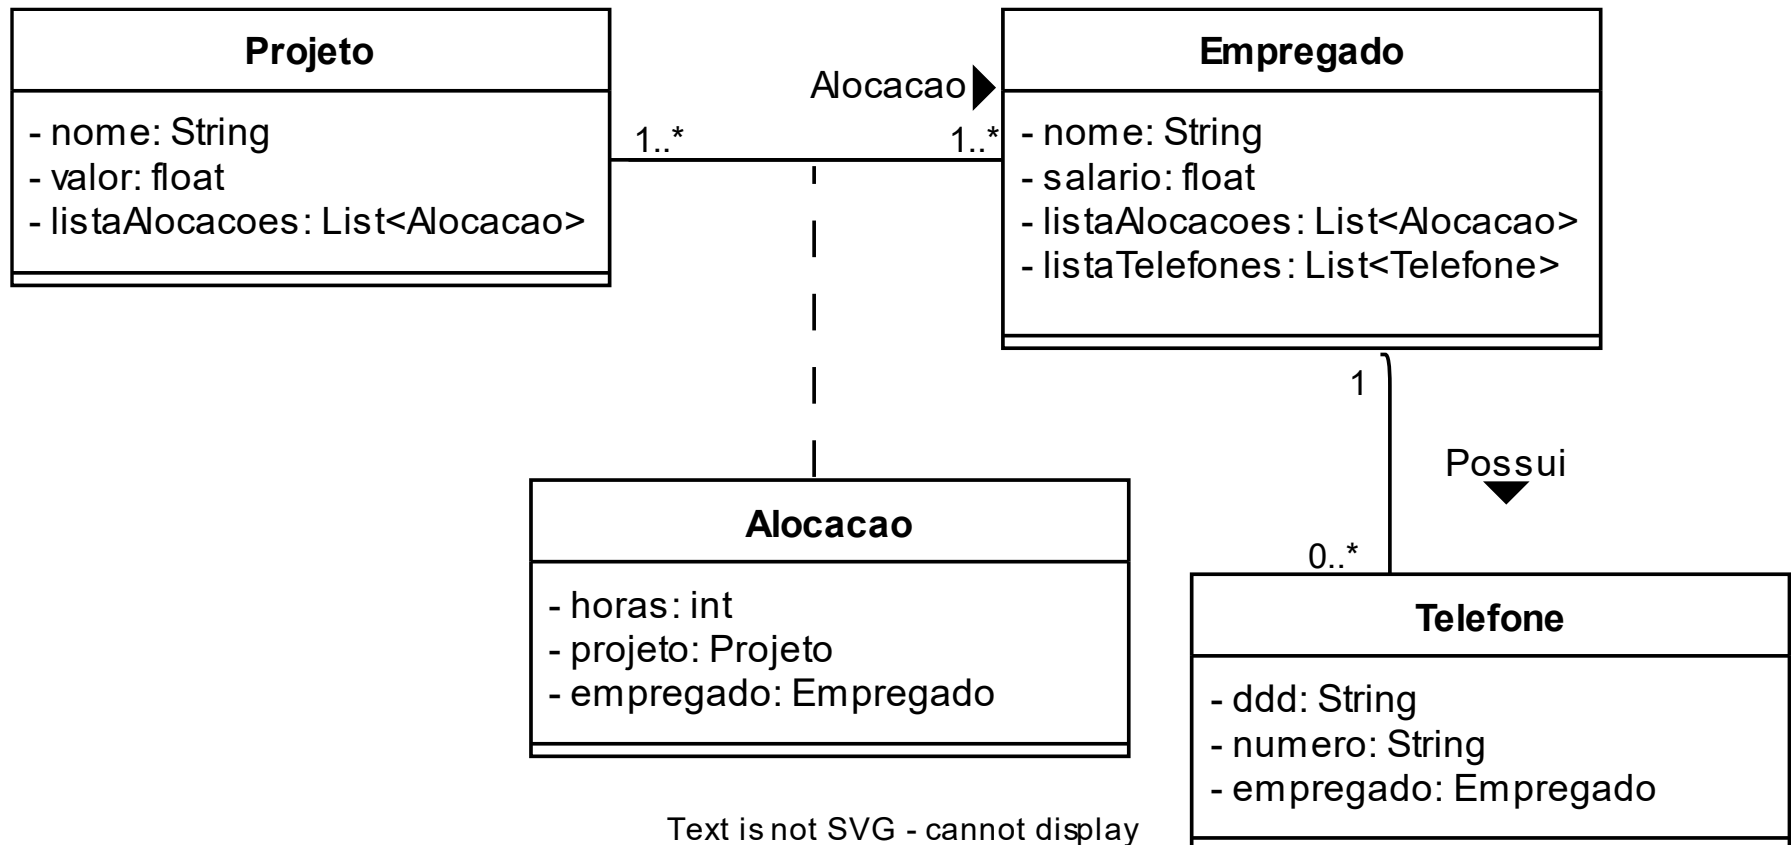 Projeto
- nome: String
- valor: float
- listaAlocacoes: List<Alocacao>
Alocacao
1..*
1..*
Empregado
- nome: String
- salario: float
- listaAlocacoes: List<Alocacao>
- listaTelefones: List<Telefone>
1
Possui
0..*
Alocacao
- horas: int
- projeto: Projeto
- empregado: Empregado
Telefone
- ddd: String
- numero: String
- empregado: Empregado
Text is not SVG - cannot display